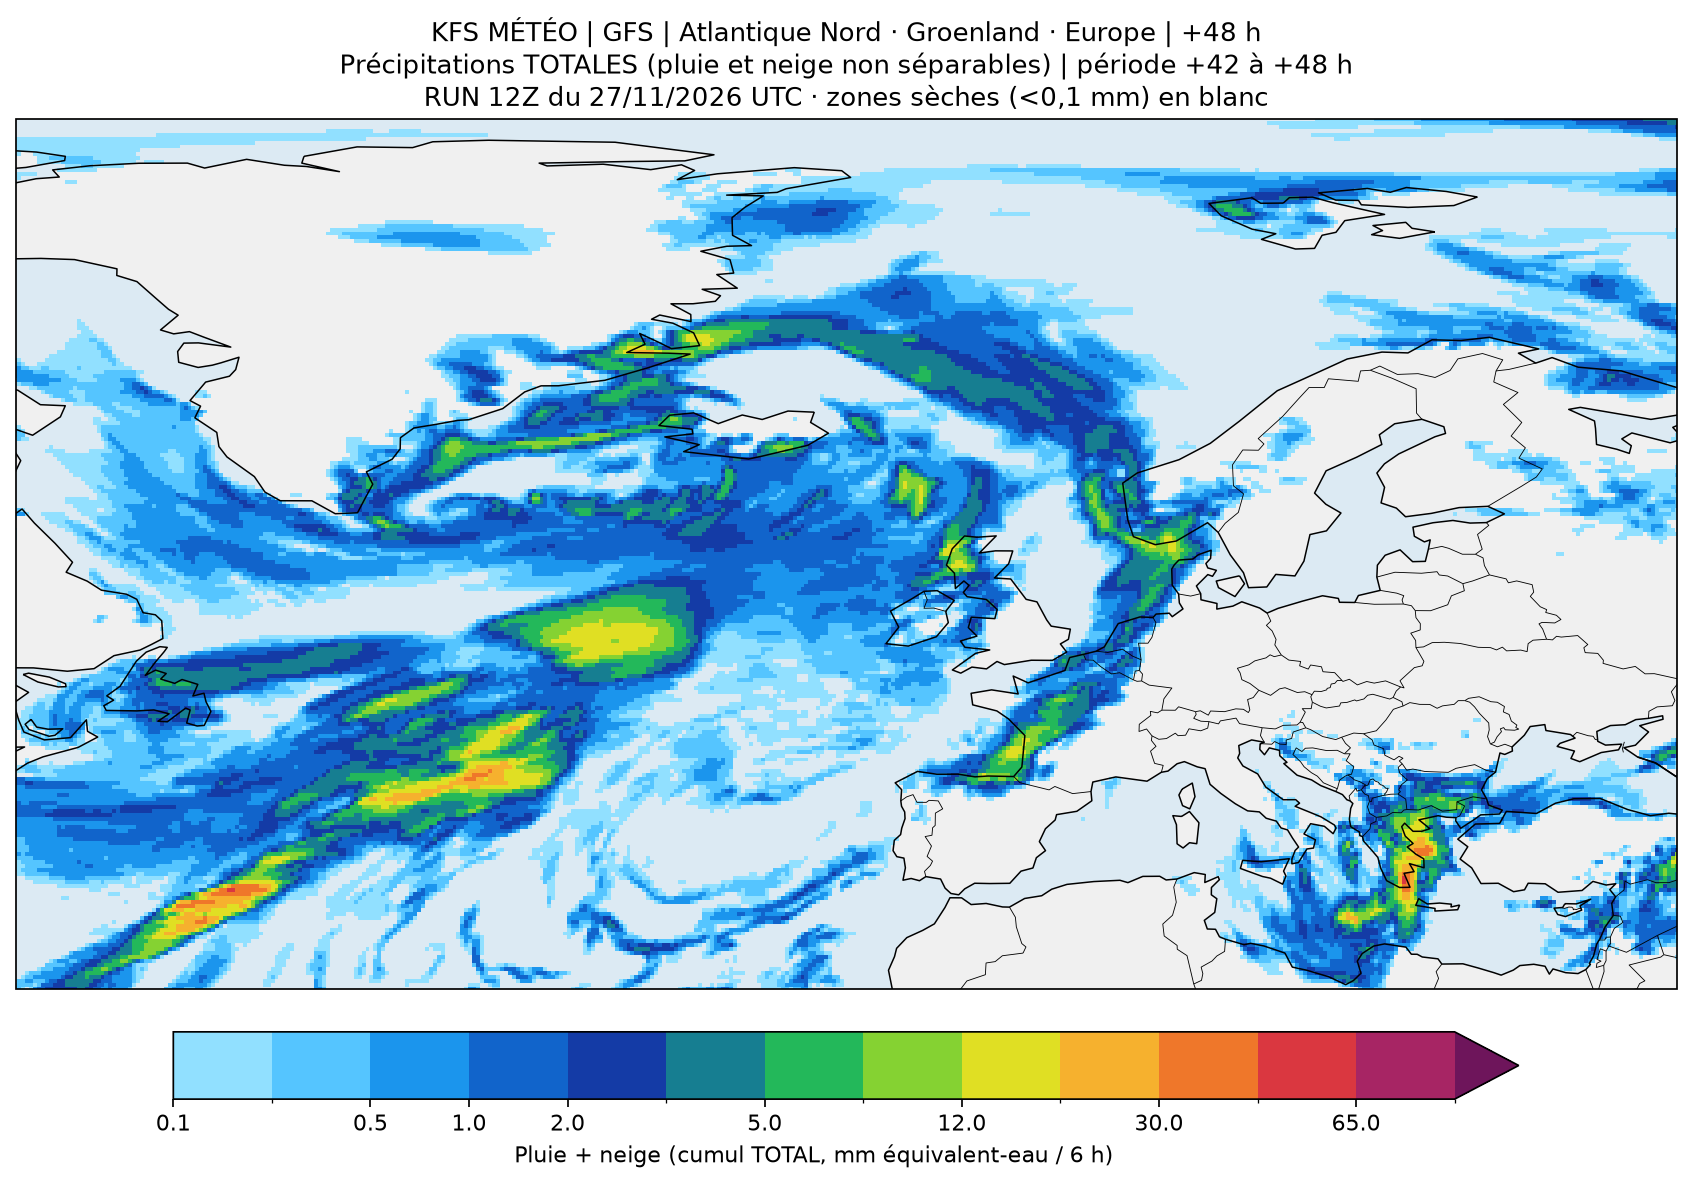 KFS MÉTÉO | GFS | Atlantique Nord · Groenland · Europe | +48 h
Précipitations TOTALES (pluie et neige non séparables) | période +42 à +48 h
RUN 12Z du 27/11/2026 UTC · zones sèches (<0,1 mm) en blanc
0.1 0.5 1.0 2.0 5.0 12.0 30.0 65.0
Pluie + neige (cumul TOTAL, mm équivalent-eau / 6 h)